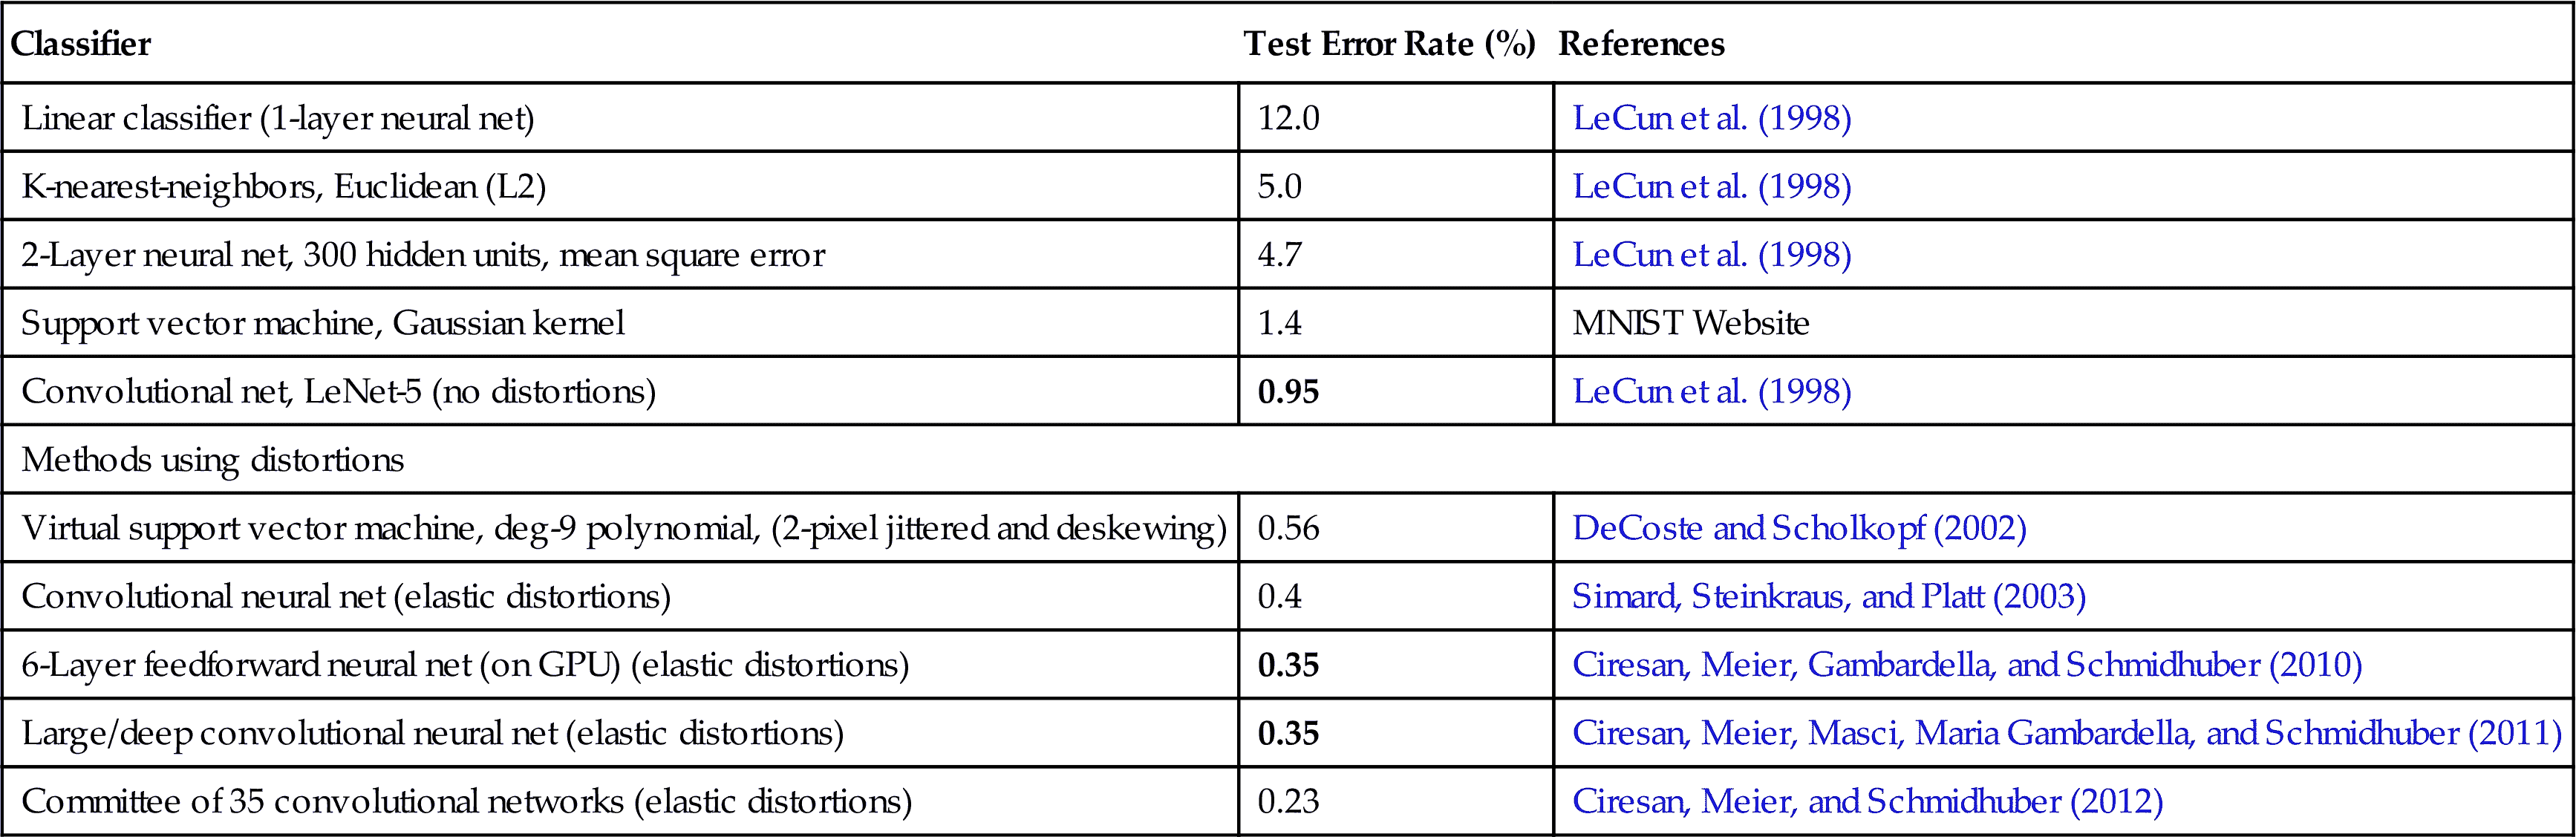 Classifier Test Error Rate (%) References
Linear classifier (1-layer neural net) 12.0 LeCun et al. (1998)
K-nearest-neighbors, Euclidean (L2) 5.0 LeCun et al. (1998)
2-Layer neural net, 300 hidden units, mean square error 4.7 LeCun et al. (1998)
Support vector machine, Gaussian kernel 1.4 MNIST Website
Convolutional net, LeNet-5 (no distortions) 0.95 LeCun et al. (1998)
Methods using distortions
Virtual support vector machine, deg-9 polynomial, (2-pixel jittered and deskewing) 0.56 DeCoste and Scholkopf (2002)
Convolutional neural net (elastic distortions) 0.4 Simard, Steinkraus, and Platt (2003)
6-Layer feedforward neural net (on GPU) (elastic distortions) 0.35 Ciresan, Meier, Gambardella, and Schmidhuber (2010)
Large/deep convolutional neural net (elastic distortions) 0.35 Ciresan, Meier, Masci, Maria Gambardella, and Schmidhuber (2011)
Committee of 35 convolutional networks (elastic distortions) 0.23 Ciresan, Meier, and Schmidhuber (2012)